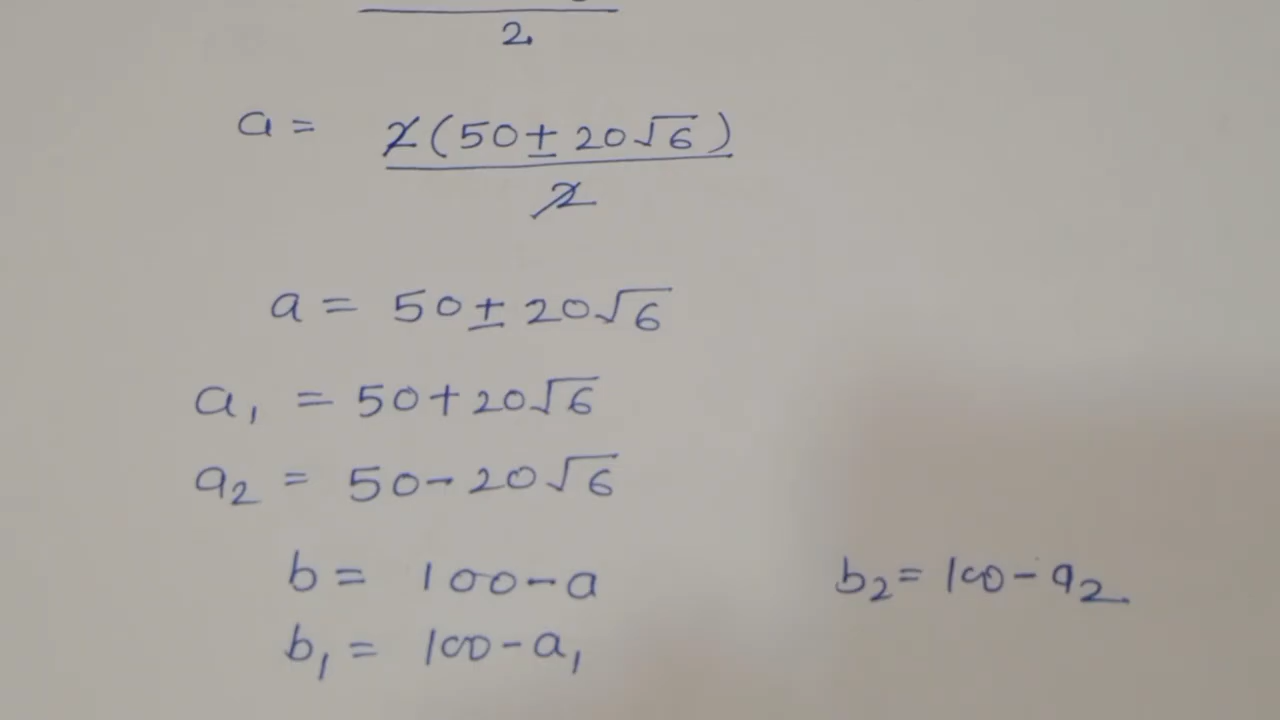 2
a = 2(50 ± 20√6)
2
a = 50 ± 20√6
a₁ = 50 + 20√6
a₂ = 50 - 20√6
b = 100 - a
b₂ = 100 - a₂
b₁ = 100 - a₁